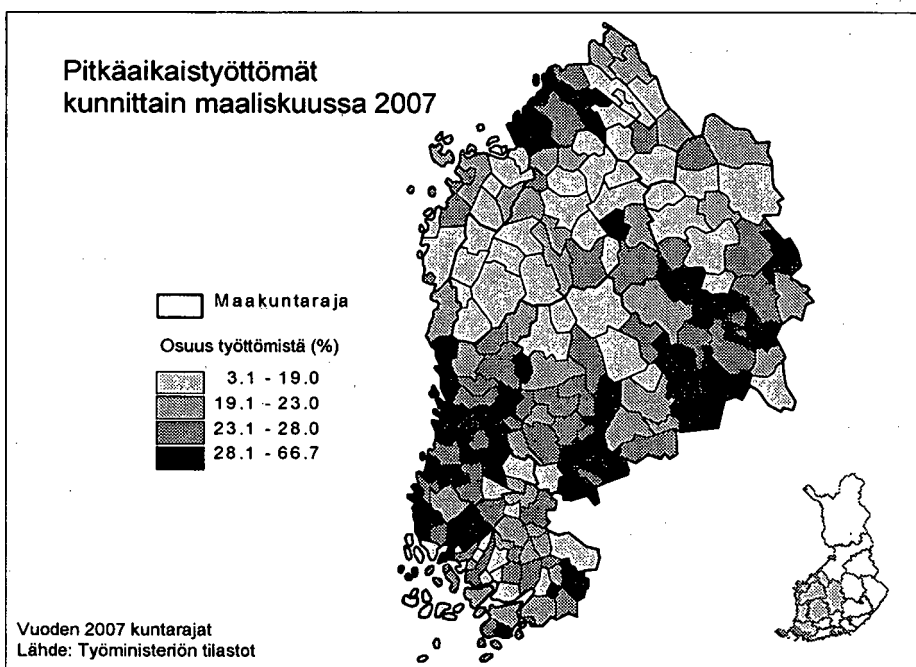 Pitkäaikaistyöttömät
kunnittain maaliskuussa 2007
Maakuntaraja
Osuus työttömistä (%)
3.1 - 19.0
19.1 - 23.0
23.1 - 28.0
28.1 - 66.7
Vuoden 2007 kuntarajat
Lähde: Työministeriön tilastot